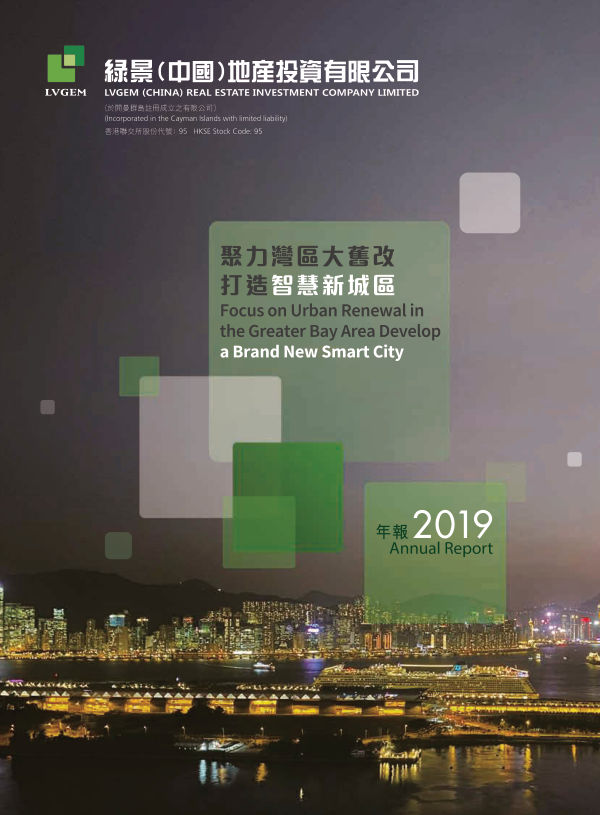 LVGEM
綠景(中國)地產投資有限公司
LVGEM (CHINA) REAL ESTATE INVESTMENT COMPANY LIMITED
(於開曼群島註冊成立之有限公司)
(Incorporated in the Cayman Islands with limited liability)
香港聯交所股份代號: 95 HKSE Stock Code: 95
聚力灣區大舊改
打造智慧新城區
Focus on Urban Renewal in
the Greater Bay Area Develop
a Brand New Smart City
年報 2019
Annual Report